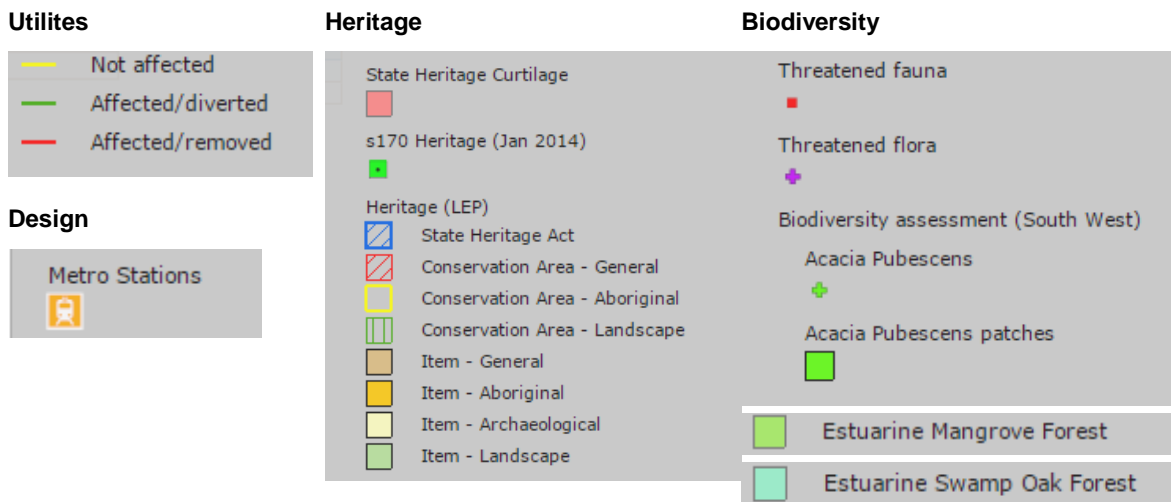 Utilites
Not affected
Affected/diverted
Affected/removed
Design
Metro Stations
Heritage
State Heritage Curtilage
s170 Heritage (Jan 2014)
Heritage (LEP)
State Heritage Act
Conservation Area - General
Conservation Area - Aboriginal
Conservation Area - Landscape
Item - General
Item - Aboriginal
Item - Archaeological
Item - Landscape
Biodiversity
Threatened fauna
Threatened flora
Biodiversity assessment (South West)
Acacia Pubescens
Acacia Pubescens patches
Estuarine Mangrove Forest
Estuarine Swamp Oak Forest